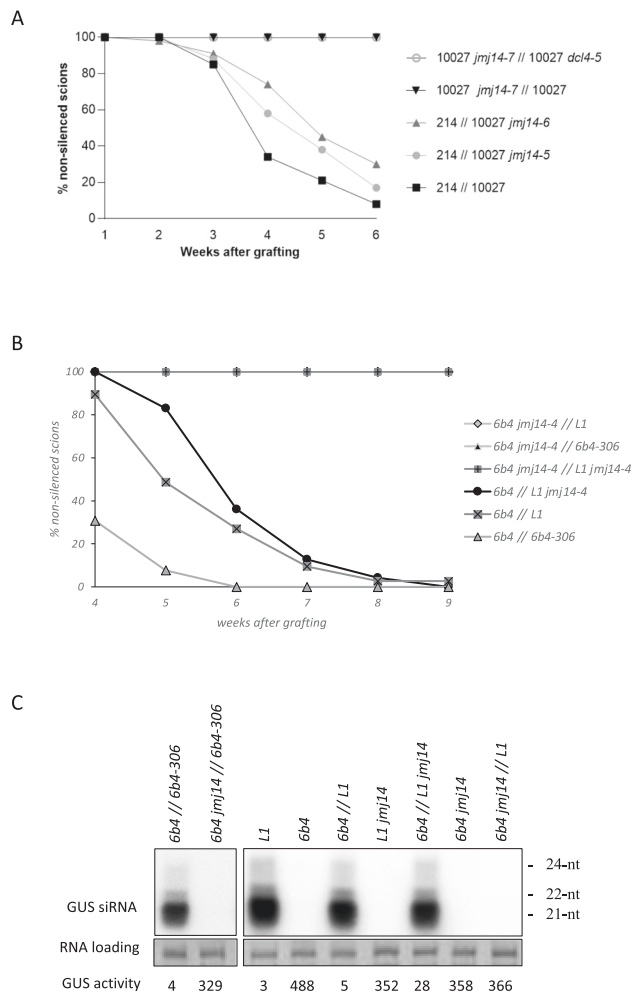 A
% non-silenced scions
100
80
60
40
20
0
1 2 3 4 5 6
Weeks after grafting
10027 jmj14-7 // 10027 dcl4-5
10027 jmj14-7 // 10027
214 // 10027 jmj14-6
214 // 10027 jmj14-5
214 // 10027
B
% non-silenced scions
100
80
60
40
20
0
4 5 6 7 8 9
weeks after grafting
6b4 jmj14-4 // L1
6b4 jmj14-4 // 6b4-306
6b4 jmj14-4 // L1 jmj14-4
6b4 // L1 jmj14-4
6b4 // L1
6b4 // 6b4-306
C
6b4 // 6b4-306
6b4 jmj14 // 6b4-306
L1
6b4
6b4 // L1
L1 jmj14
6b4 // L1 jmj14
6b4 jmj14
6b4 jmj14 // L1
- 24-nt
- 22-nt
GUS siRNA - 21-nt
RNA loading
GUS activity 4 329 3 488 5 352 28 358 366